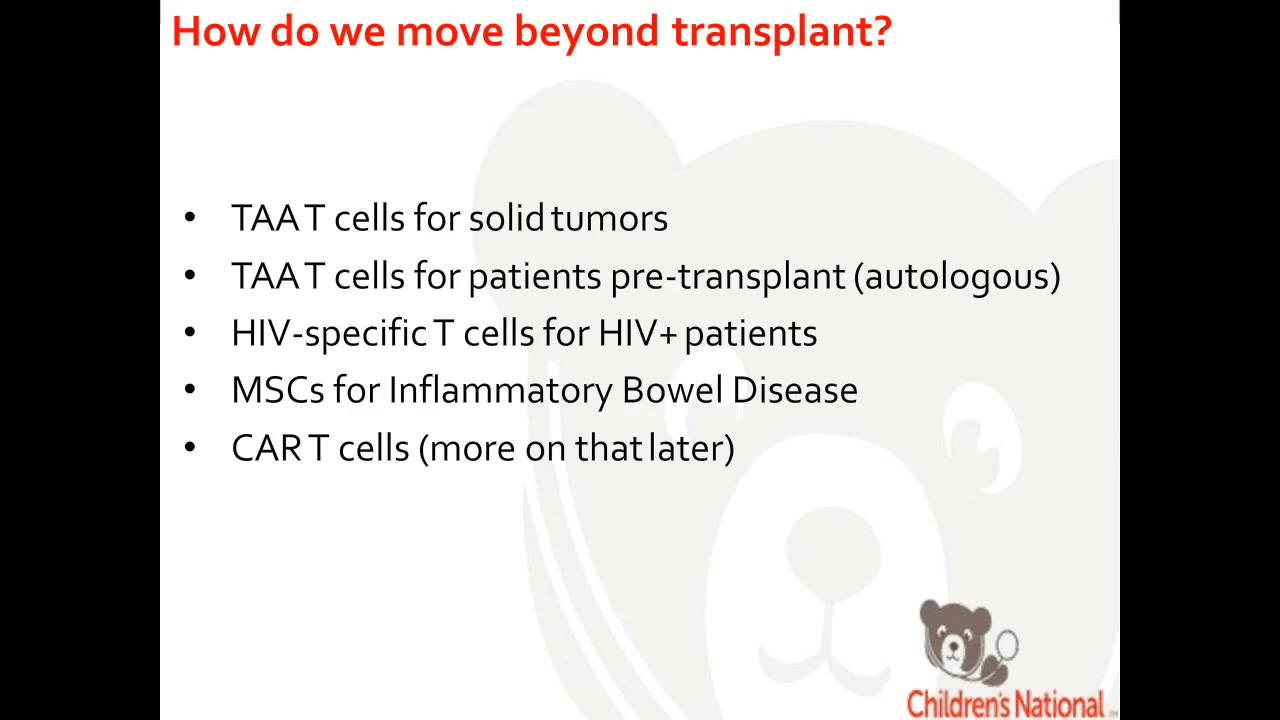 How do we move beyond transplant?
• TAA T cells for solid tumors
• TAA T cells for patients pre-transplant (autologous)
• HIV-specific T cells for HIV+ patients
• MSCs for Inflammatory Bowel Disease
• CAR T cells (more on that later)
Children's National